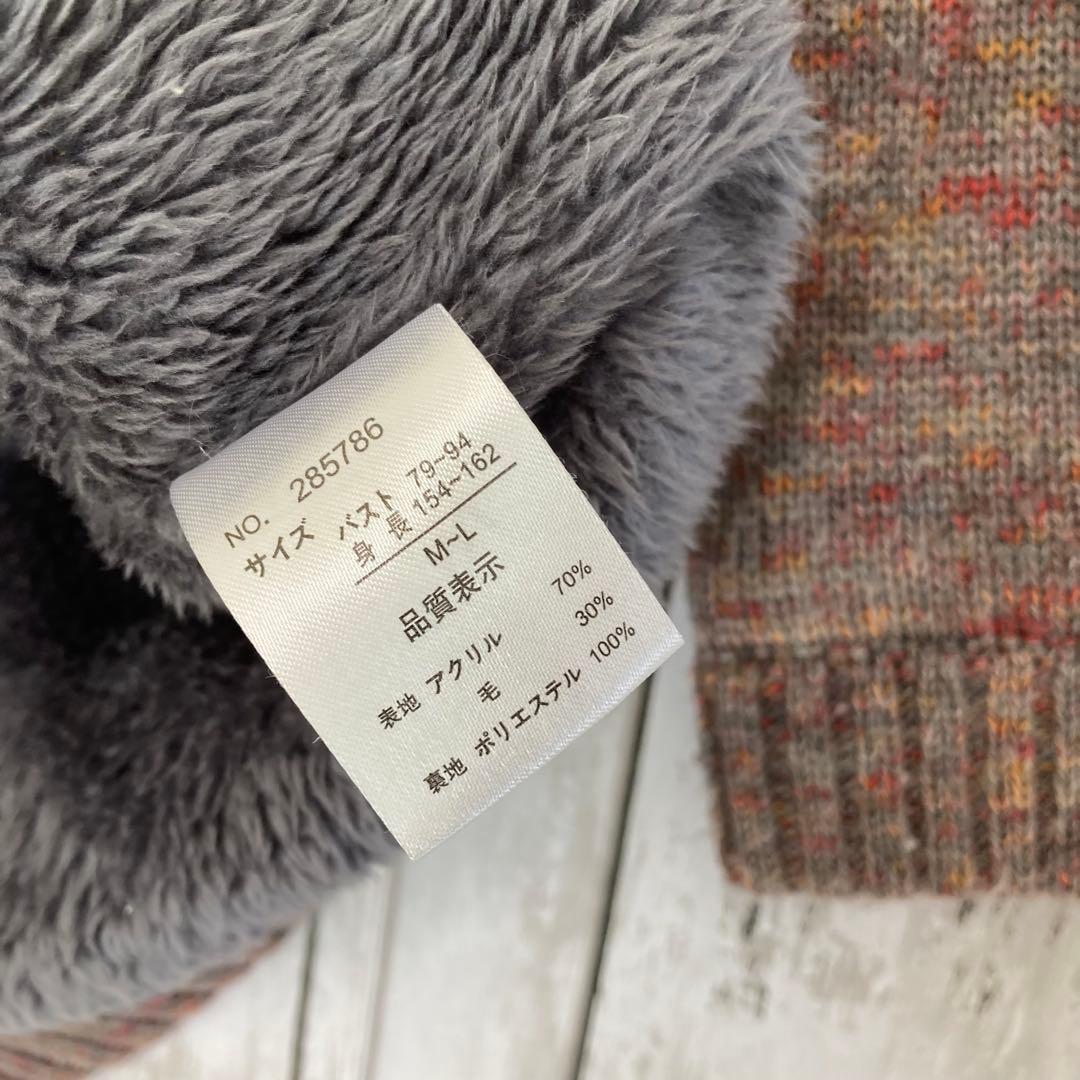 NO. 285786
サイズ バスト 79~94
身長 154~162
M~L
品質表示
表地 アクリル 70%
毛 30%
裏地 ポリエステル 100%